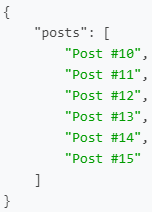 {
    "posts": [
        "Post #10",
        "Post #11",
        "Post #12",
        "Post #13",
        "Post #14",
        "Post #15"
    ]
}